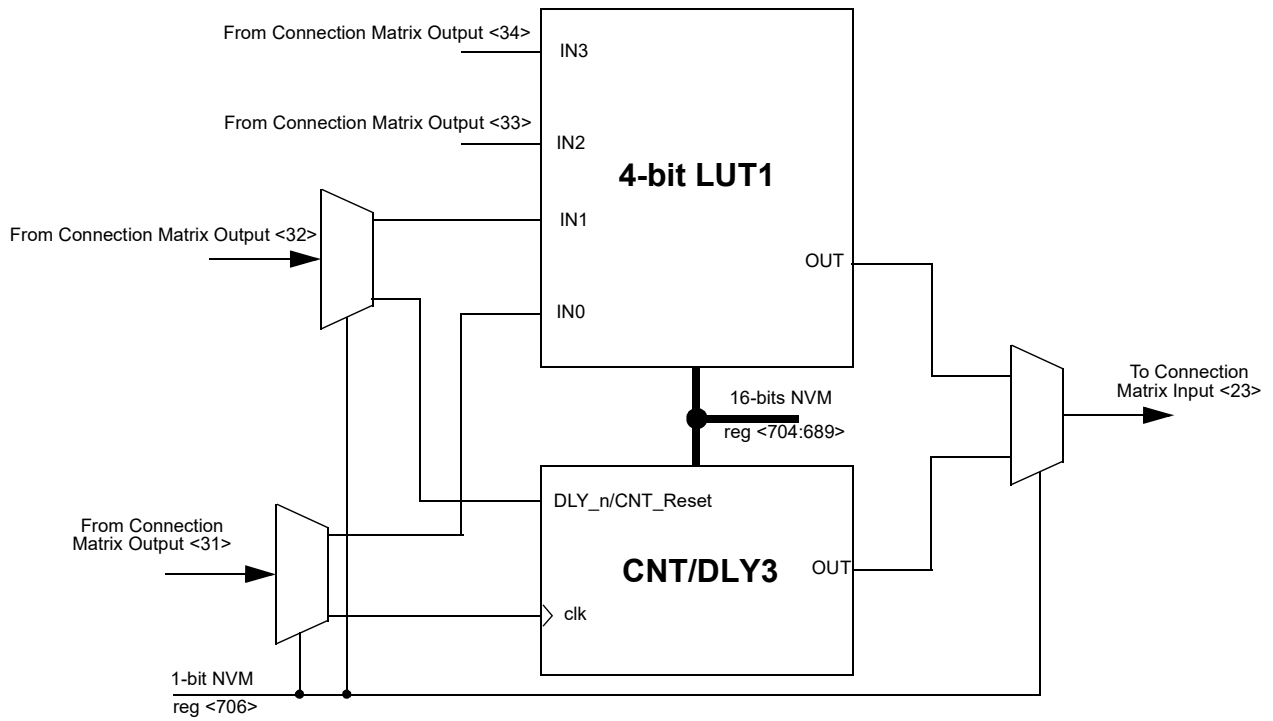 From Connection Matrix Output <34>
IN3
From Connection Matrix Output <33>
IN2
4-bit LUT1
IN1
From Connection Matrix Output <32>
OUT
IN0
To Connection
Matrix Input <23>
16-bits NVM
reg <704:689>
DLY_n/CNT_Reset
From Connection
Matrix Output <31>
CNT/DLY3
OUT
clk
1-bit NVM
reg <706>